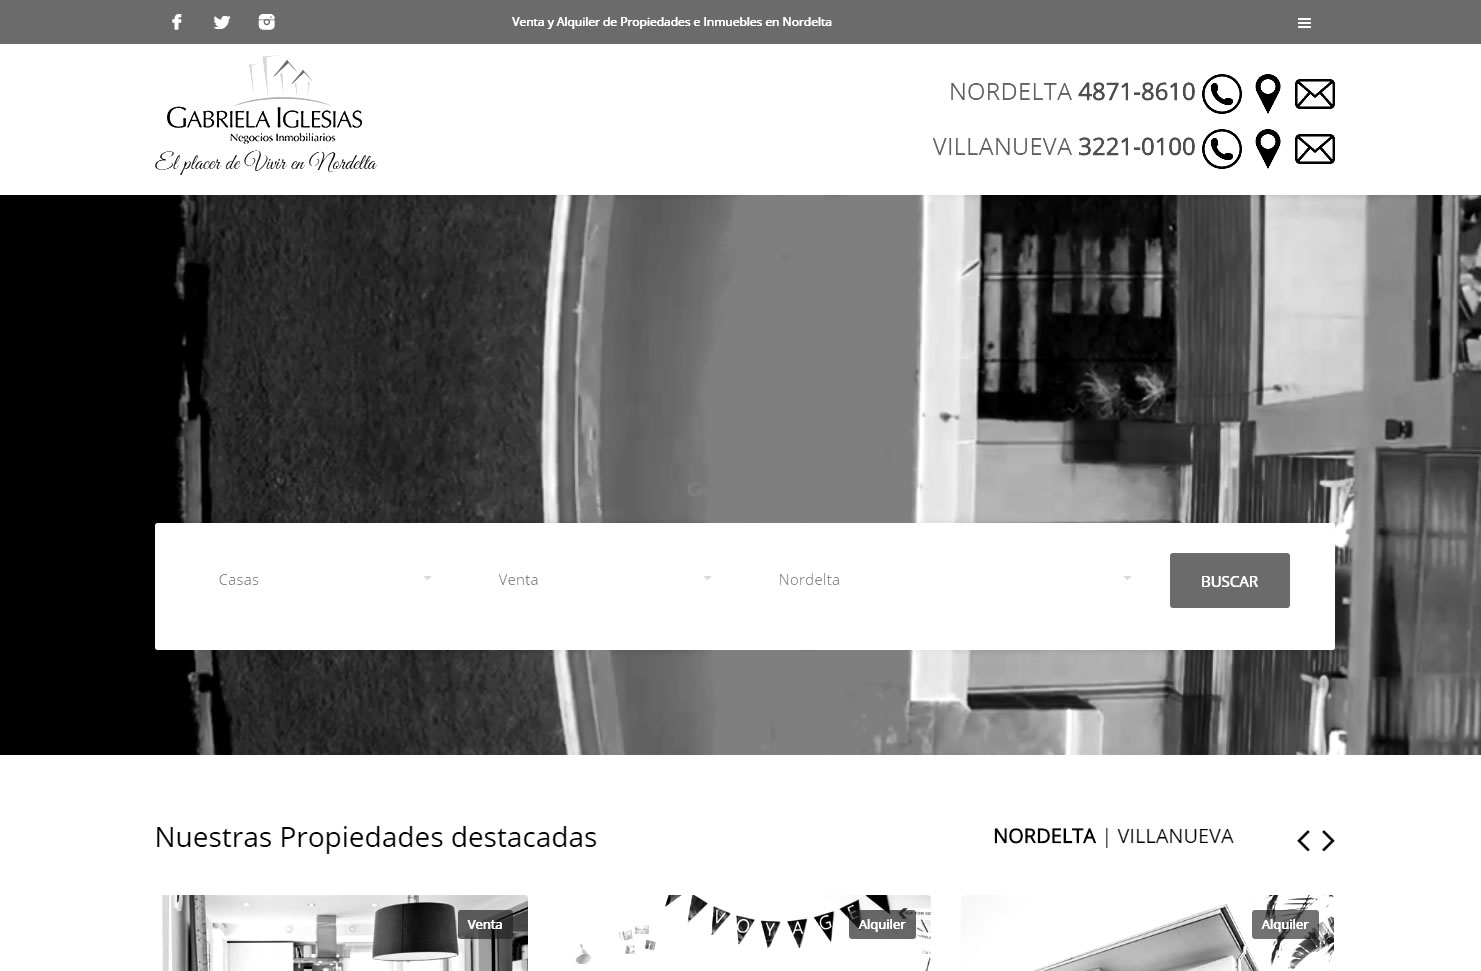 Venta y Alquiler de Propiedades e Inmuebles en Nordelta
GABRIELA IGLESIAS
Negocios Inmobiliarios
El placer de Vivir en Nordelta
NORDELTA 4871-8610
VILLANUEVA 3221-0100
Casas
Venta
Nordelta
BUSCAR
Nuestras Propiedades destacadas
NORDELTA | VILLANUEVA
Venta
VOYAGE
Alquiler
Alquiler